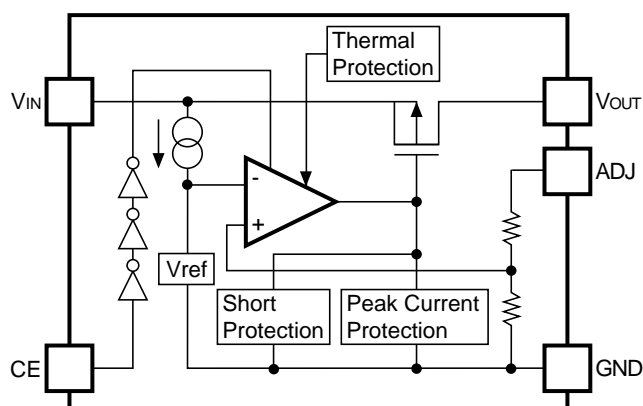 Thermal
Protection
VIN
VOUT
ADJ
-
+
Vref
Short
Protection
Peak Current
Protection
CE
GND